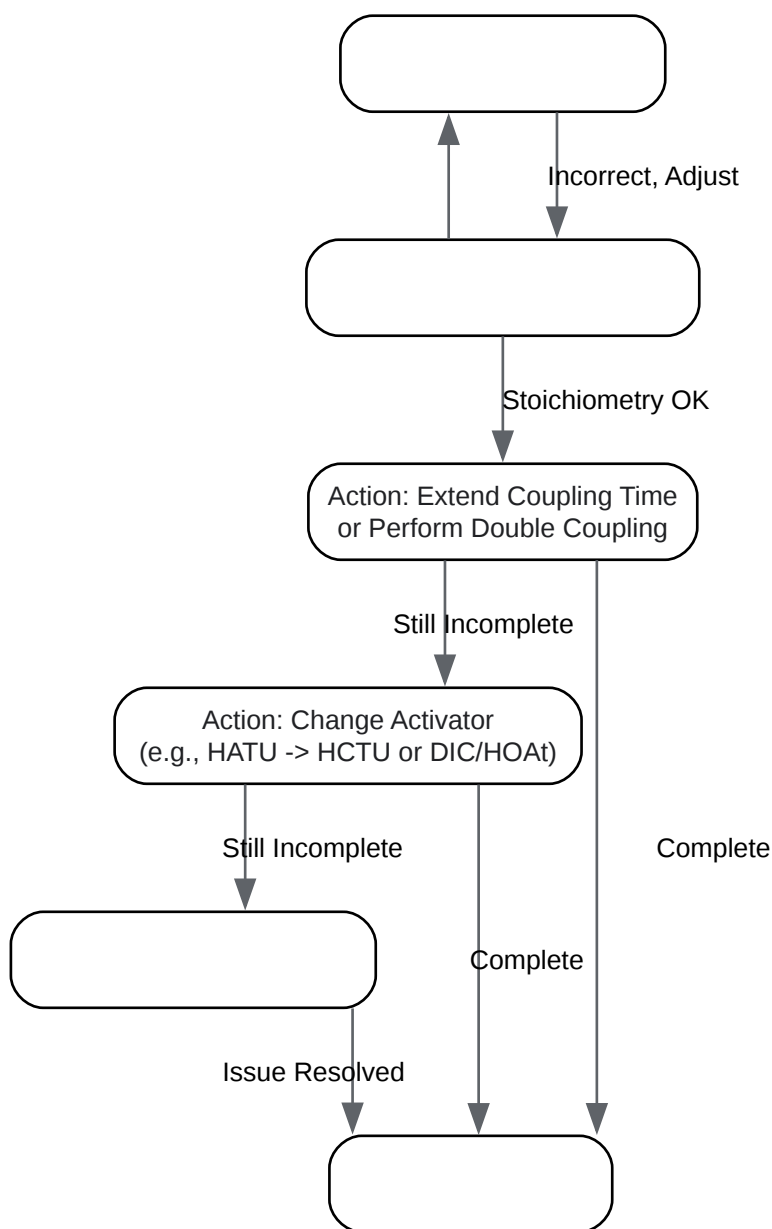 Incorrect, Adjust
Stoichiometry OK
Action: Extend Coupling Time
or Perform Double Coupling
Still Incomplete
Action: Change Activator
(e.g., HATU -> HCTU or DIC/HOAt)
Still Incomplete
Complete
Complete
Issue Resolved